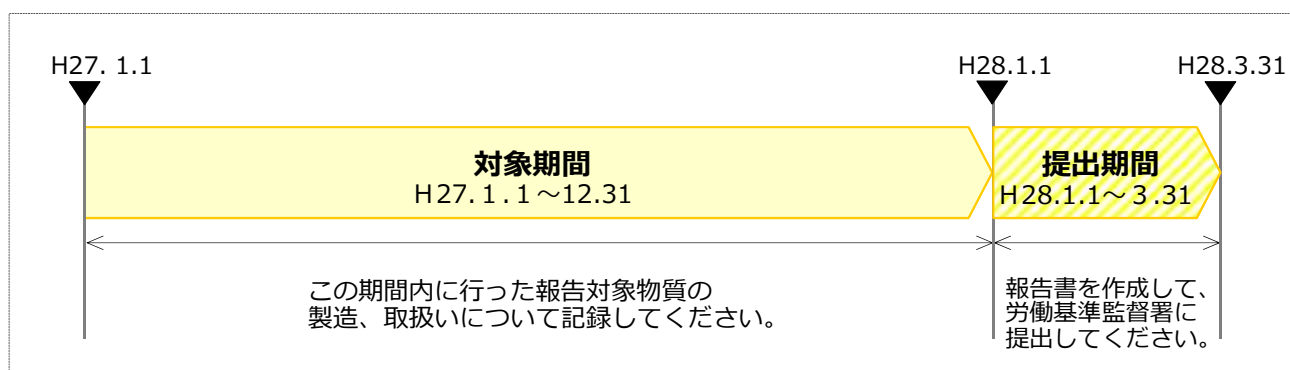 H27. 1.1
H28.1.1
H28.3.31
対象期間
H27.１.１～12.31
提出期間
H28.1.1～３.31
この期間内に行った報告対象物質の
製造、取扱いについて記録してください。
報告書を作成して、
労働基準監督署に
提出してください。